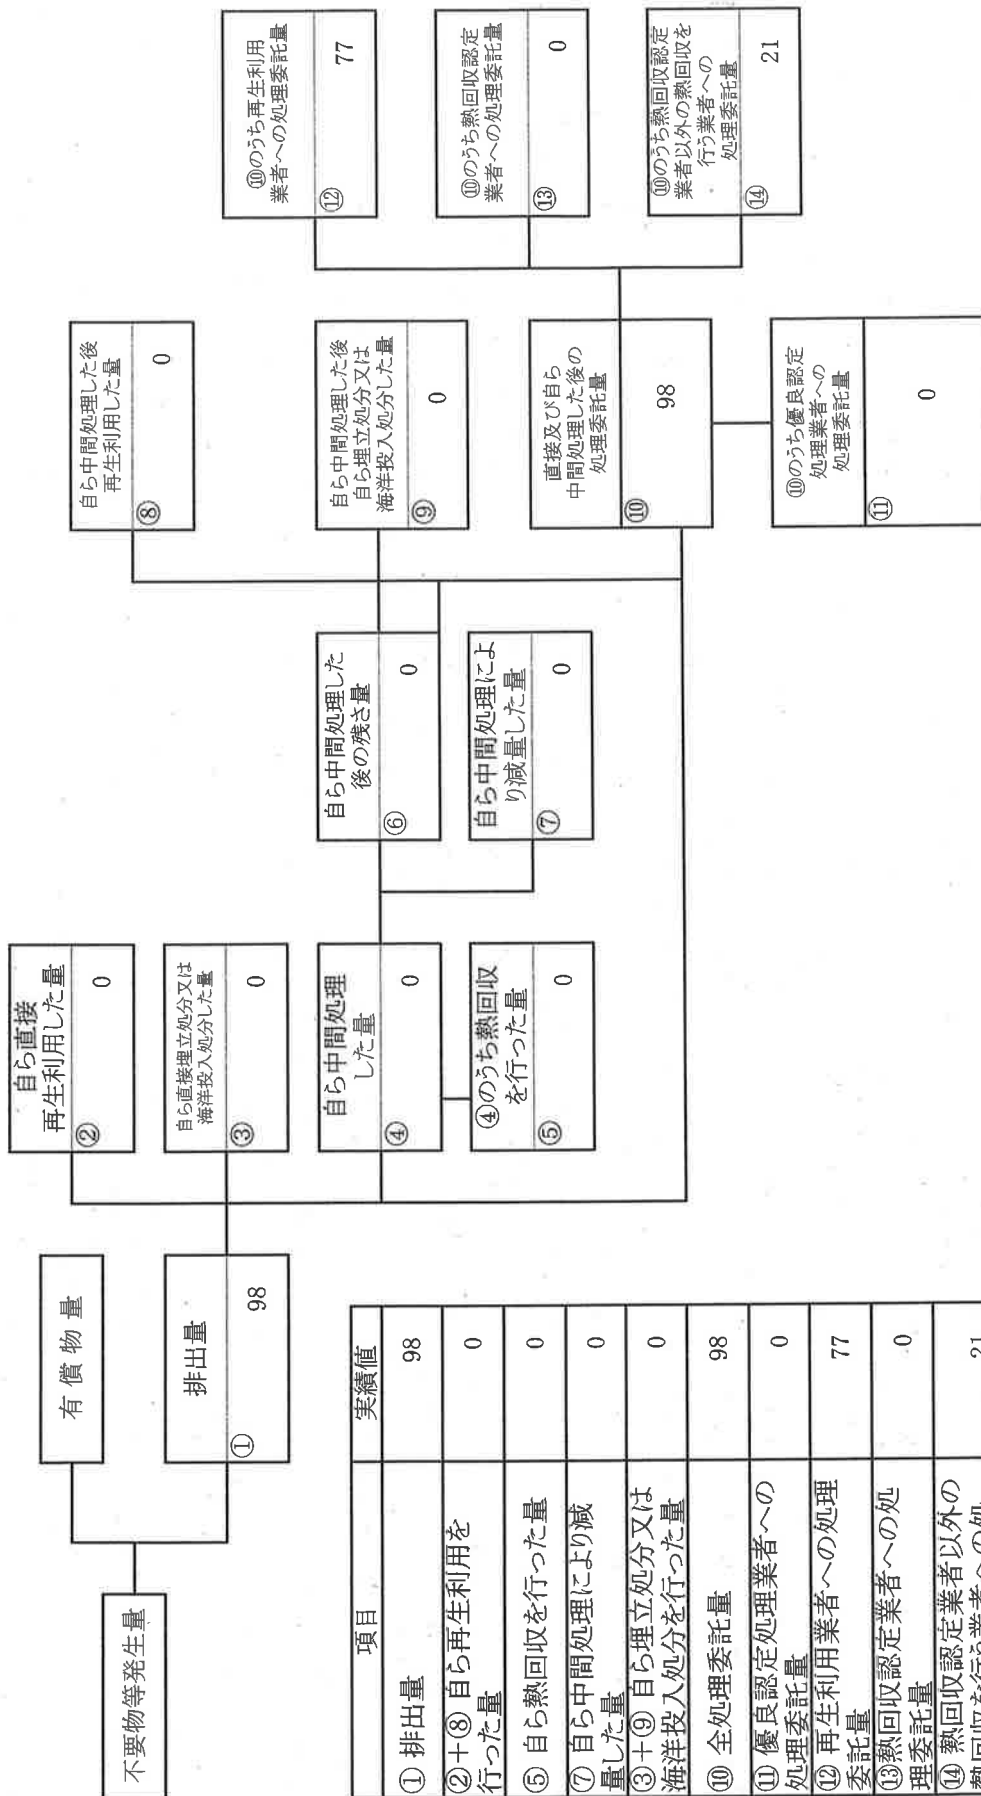 不要物等発生量
有償物量
排出量
①
98
自ら直接
再生利用した量
②
0
自ら直接埋立処分又は
海洋投入処分した量
③
0
自ら中間処理
した量
④
0
④のうち熱回収
を行った量
⑤
0
自ら中間処理した
後の残さ量
⑥
0
自ら中間処理によ
り減量した量
⑦
0
自ら中間処理した後
再生利用した量
⑧
0
自ら中間処理した後
自ら埋立処分又は
海洋投入処分した量
⑨
0
直接及び自ら
中間処理した後の
処理委託量
⑩
98
⑩のうち優良認定
処理業者への
処理委託量
⑪
0
⑩のうち再生利用
業者への処理委託量
⑫
77
⑩のうち熱回収認定
業者への処理委託量
⑬
0
⑩のうち熱回収認定
業者以外の熱回収を
行う業者への
処理委託量
⑭
21
項目 実績値
① 排出量 98
②+⑧ 自ら再生利用を
行った量 0
⑤ 自ら熱回収を行った量 0
⑦ 自ら中間処理により減
量した量 0
③+⑨ 自ら埋立処分又は
海洋投入処分を行った量 0
⑩ 全処理委託量 98
⑪ 優良認定処理業者への
処理委託量 0
⑫ 再生利用業者への処理
委託量 77
⑬熱回収認定業者への処
理委託量 0
⑭ 熱回収認定業者以外の
熱回収を行う業者への処 21